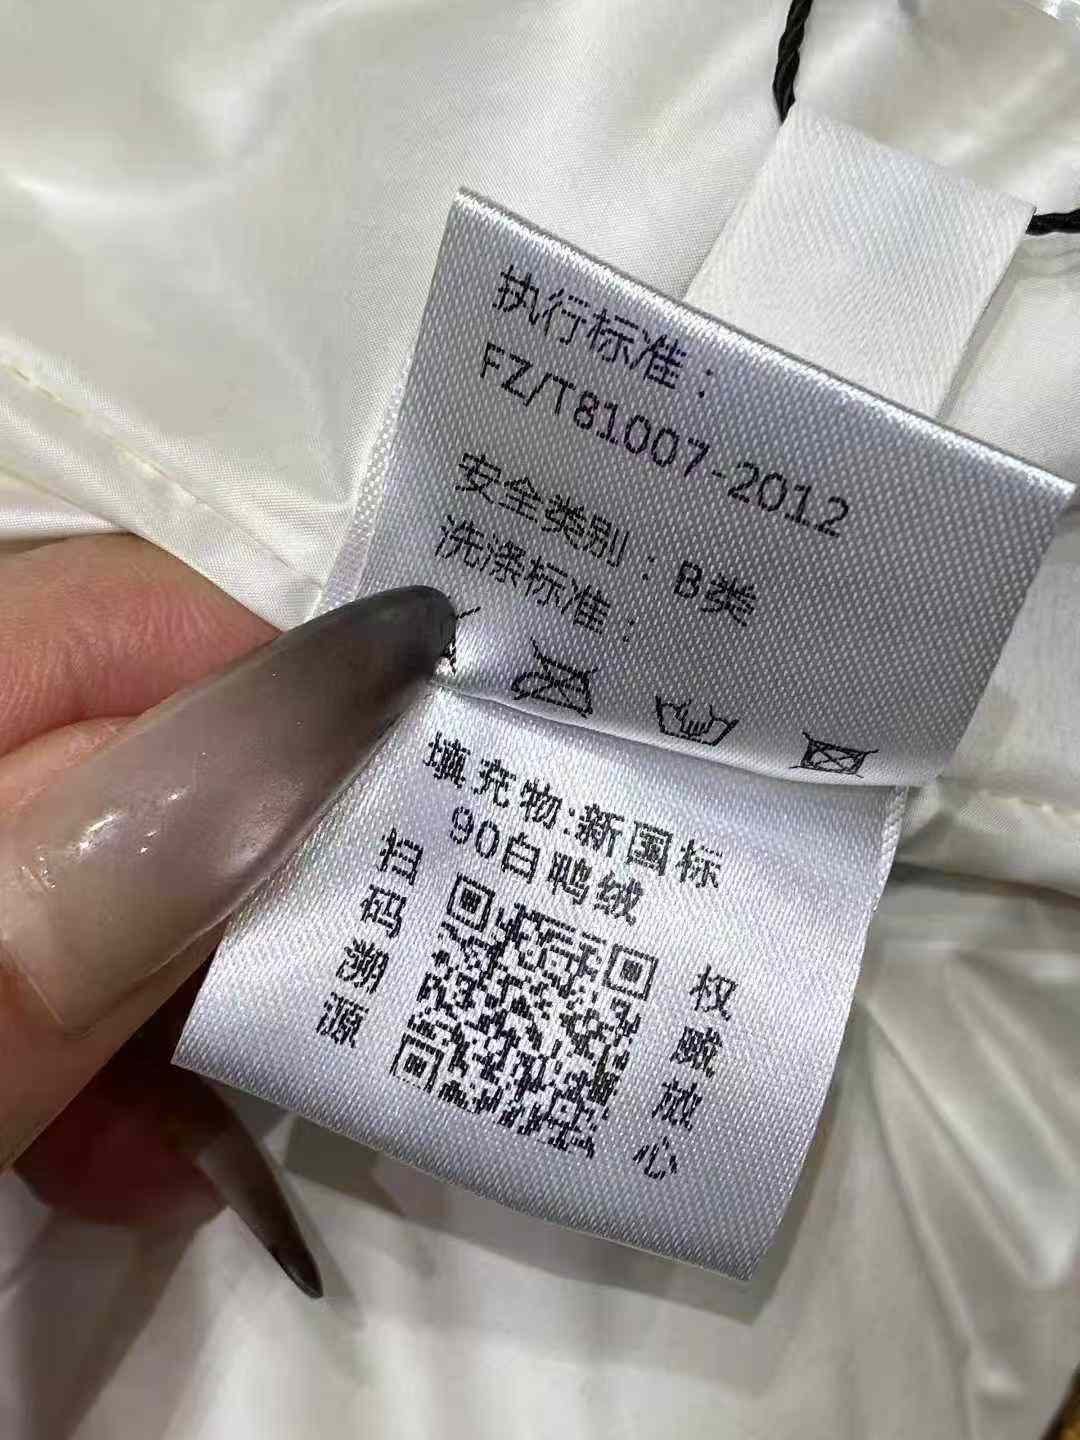 执行标准：
FZ/T81007-2012
安全类别：B类
洗涤标准：
填充物:新国标
90白鸭绒
扫码溯源
权威放心